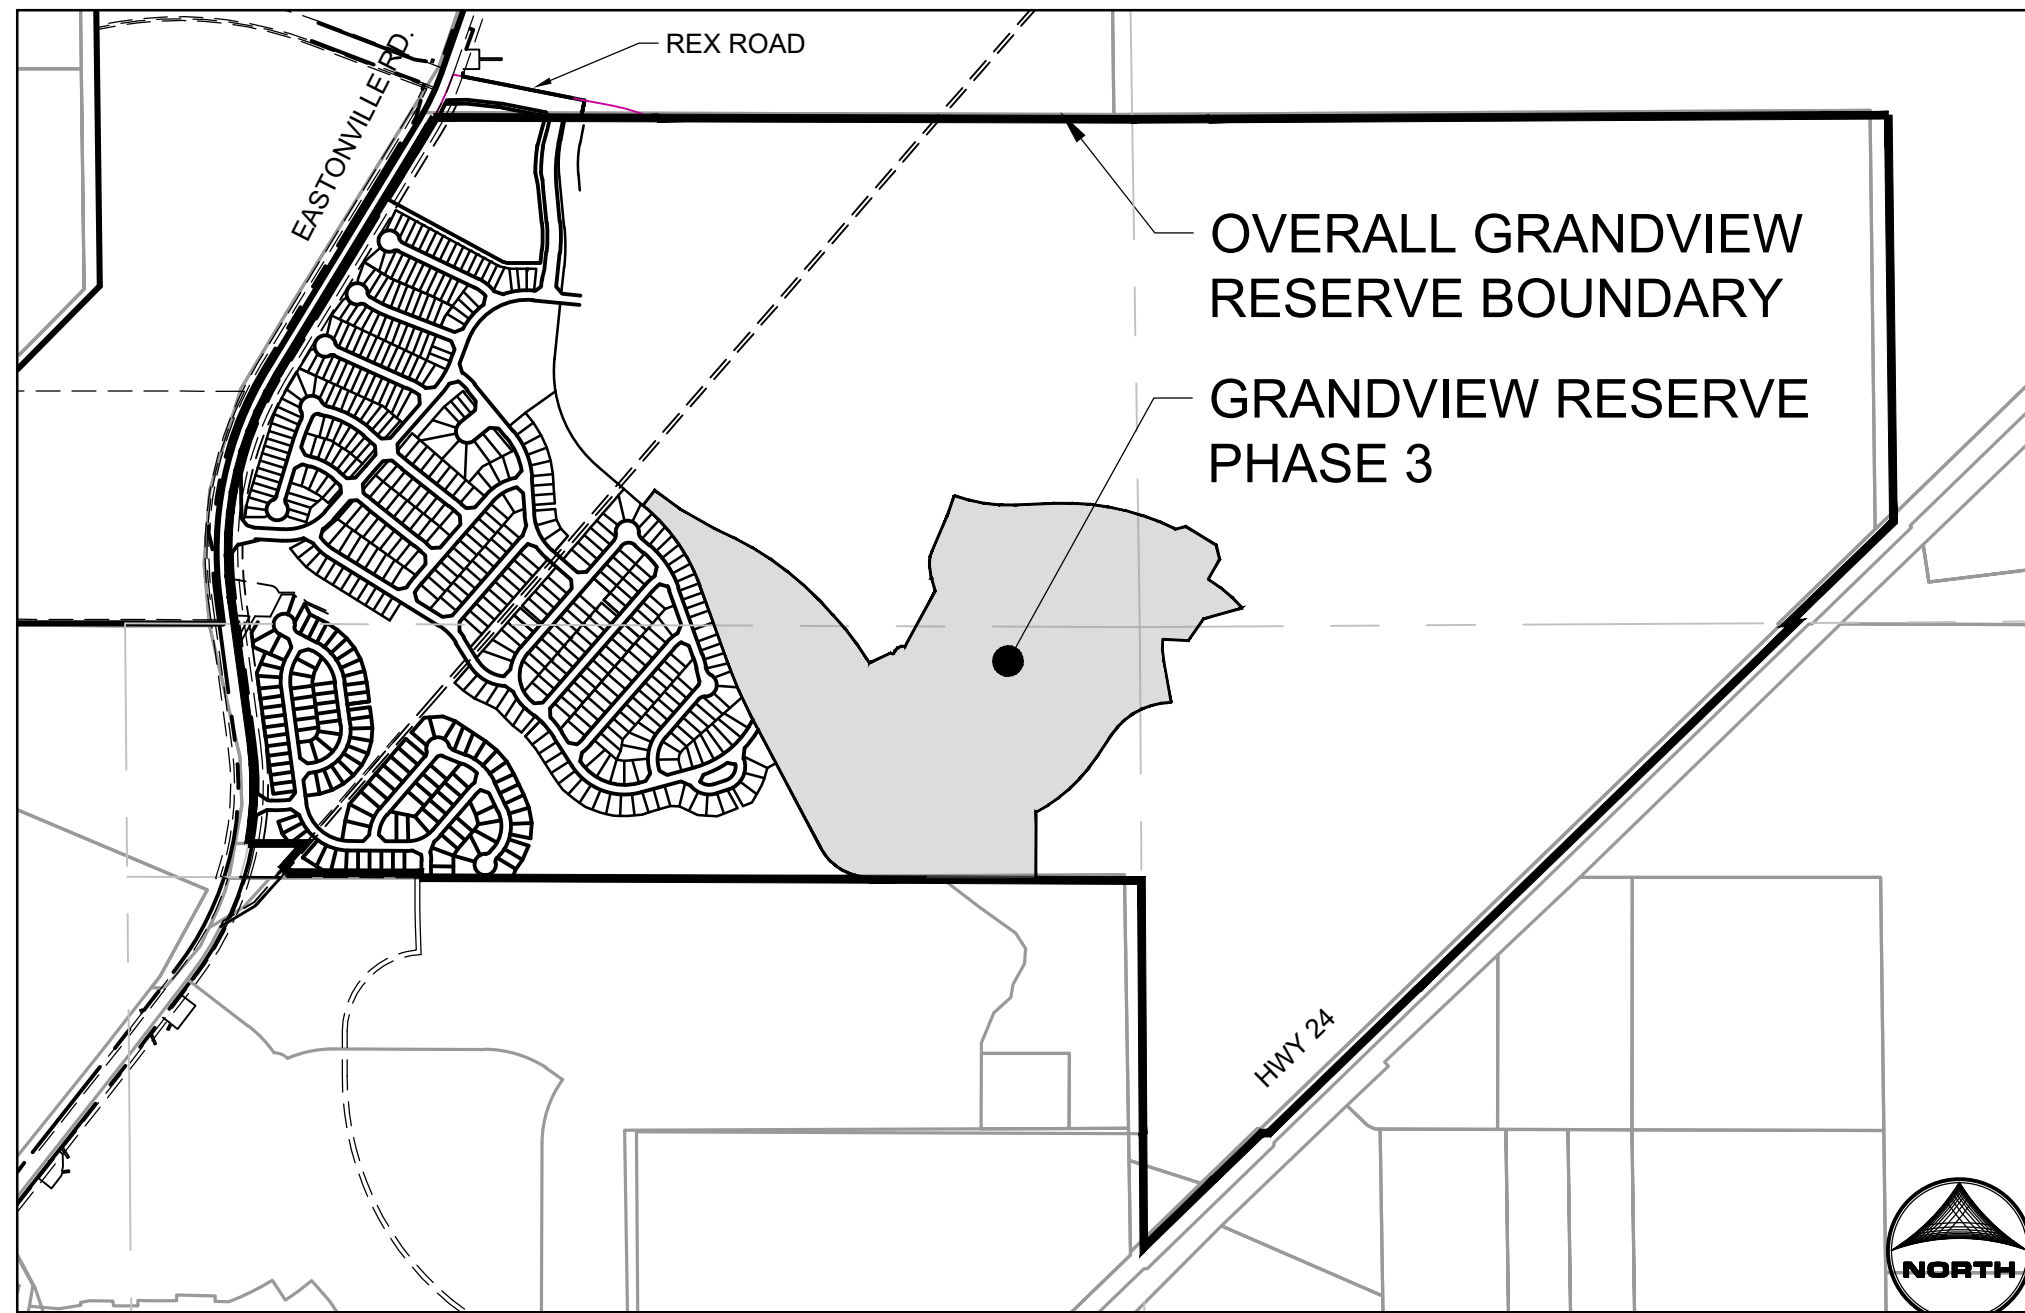 REX ROAD
EASTONVILLE RD.
OVERALL GRANDVIEW
RESERVE BOUNDARY
GRANDVIEW RESERVE
PHASE 3
HWY 24
NORTH